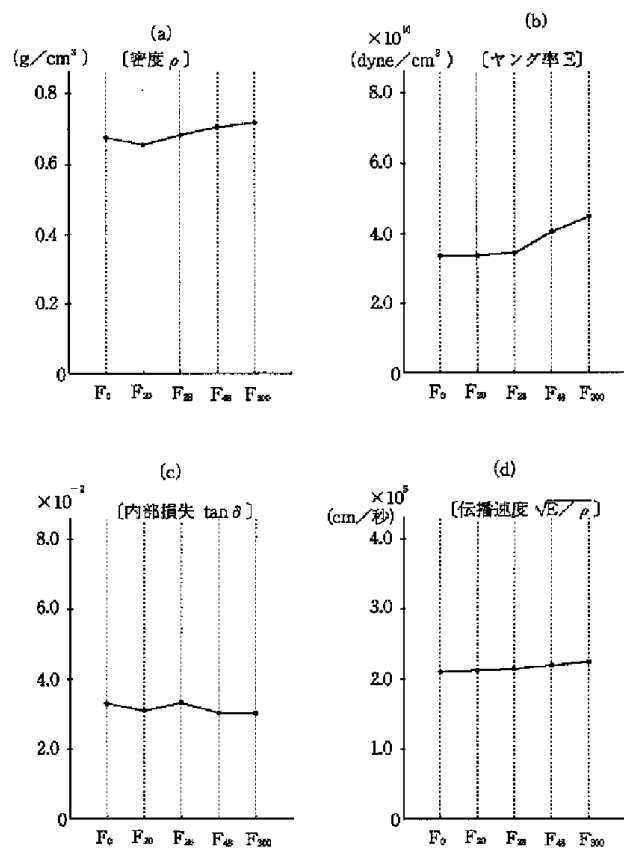 (a)
(g/cm³)
〔密度 ρ〕
0.8
0.6
0.4
0.2
0
F₀ F₂₀ F₂₈ F₄₈ F₃₀₀
(b)
×10¹⁰
(dyne/cm²)
〔ヤング率 E〕
8.0
6.0
4.0
2.0
0
F₀ F₂₀ F₂₈ F₄₈ F₃₀₀
(c)
×10⁻²
〔内部損失 tan δ〕
8.0
6.0
4.0
2.0
0
F₀ F₂₀ F₂₈ F₄₈ F₃₀₀
(d)
×10⁵
(cm/秒)
〔伝播速度 √E/ρ〕
4.0
3.0
2.0
1.0
0
F₀ F₂₀ F₂₈ F₄₈ F₃₀₀